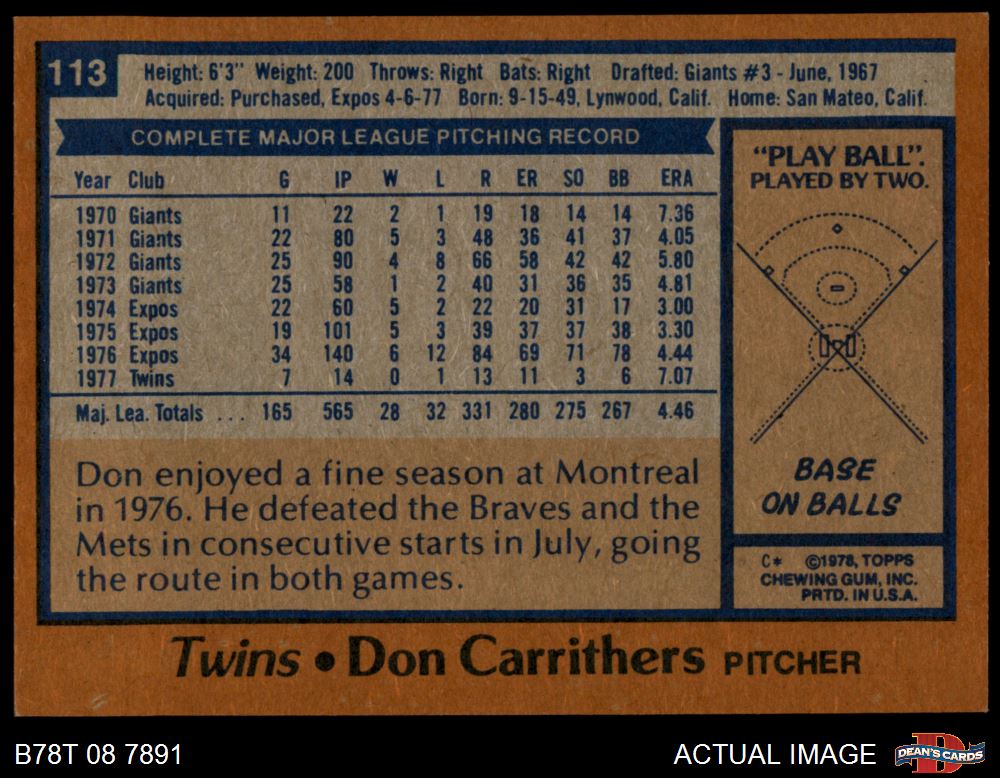 113
Height: 6'3" Weight: 200 Throws: Right Bats: Right Drafted: Giants #3 - June, 1967
Acquired: Purchased, Expos 4-6-77 Born: 9-15-49, Lynwood, Calif. Home: San Mateo, Calif.
COMPLETE MAJOR LEAGUE PITCHING RECORD
Year Club G IP W L R ER SO BB ERA
1970 Giants 11 22 2 1 19 18 14 14 7.36
1971 Giants 22 80 5 3 48 36 41 37 4.05
1972 Giants 25 90 4 8 66 58 42 42 5.80
1973 Giants 25 58 1 2 40 31 36 35 4.81
1974 Expos 22 60 5 2 22 20 31 17 3.00
1975 Expos 19 101 5 3 39 37 37 38 3.30
1976 Expos 34 140 6 12 84 69 71 78 4.44
1977 Twins 7 14 0 1 13 11 3 6 7.07
Maj. Lea. Totals ... 165 565 28 32 331 280 275 267 4.46
Don enjoyed a fine season at Montreal
in 1976. He defeated the Braves and the
Mets in consecutive starts in July, going
the route in both games.
"PLAY BALL".
PLAYED BY TWO.
BASE
ON BALLS
C* ©1978, TOPPS
CHEWING GUM, INC.
PRTD. IN U.S.A.
Twins • Don Carrithers PITCHER
B78T 08 7891
ACTUAL IMAGE
DEAN'S CARDS